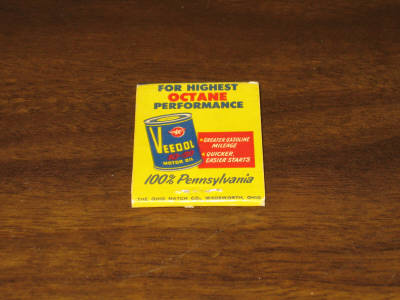 FOR HIGHEST
OCTANE
PERFORMANCE
VEEDOL
MOTOR OIL
GREATER GASOLINE
MILEAGE
QUICKER,
EASIER STARTS
100% Pennsylvania
THE OHIO MATCH CO., WADSWORTH, OHIO